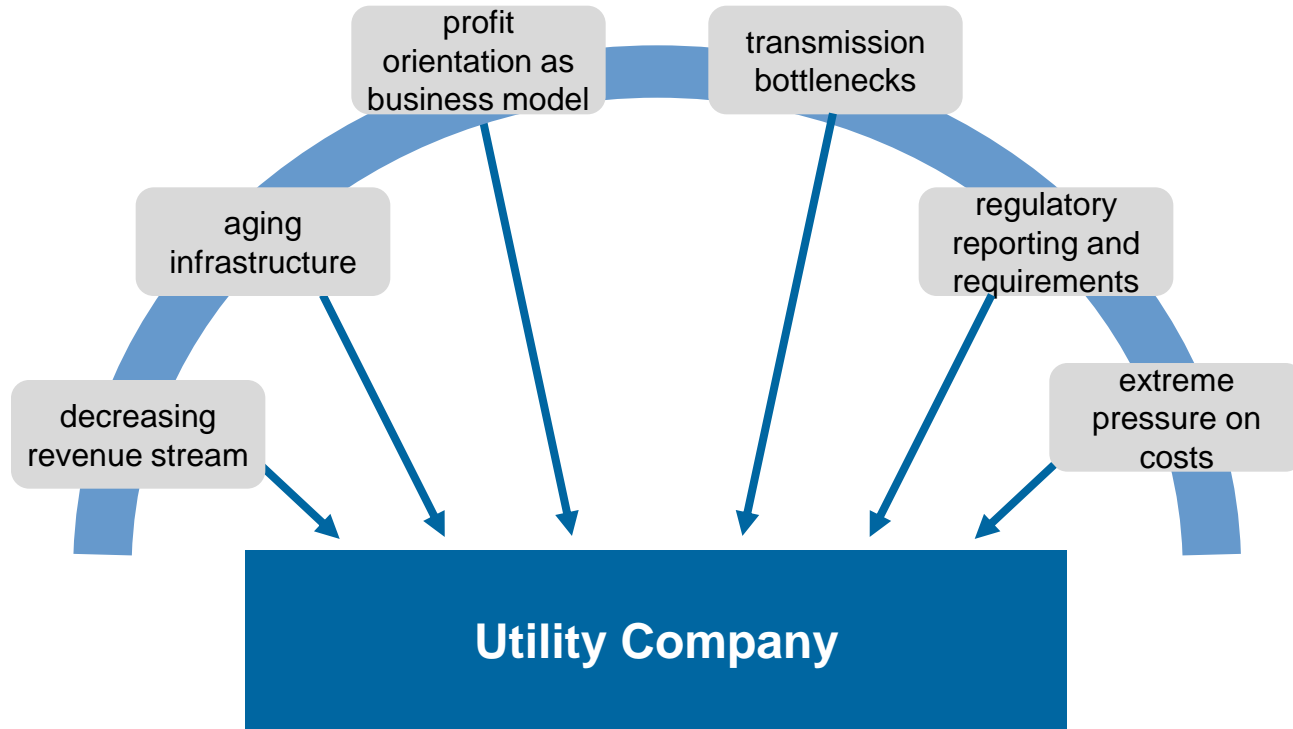 profit
orientation as
business model
transmission
bottlenecks
aging
infrastructure
regulatory
reporting and
requirements
decreasing
revenue stream
extreme
pressure on
costs
Utility Company